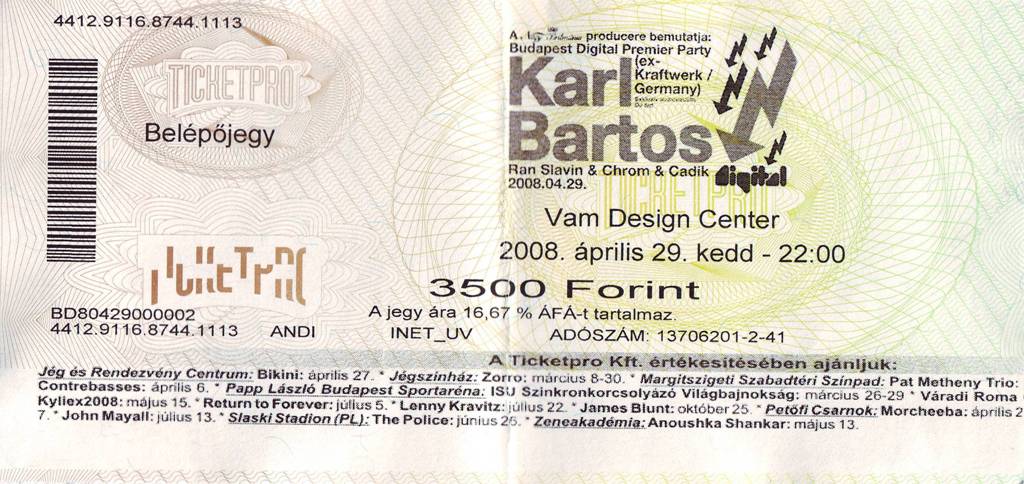 4412.9116.8744.1113
TICKETPRO
Belépőjegy
producere bemutatja:
Budapest Digital Premier Party
Karl
(ex-
Kraftwerk /
Germany)
Bartos
Ran Slavin & Chrom & Cadik
digital
2008.04.29.
TICKETPRO
Vam Design Center
2008. április 29. kedd - 22:00
TICKETPRO
3500 Forint
A jegy ára 16,67 % ÁFÁ-t tartalmaz.
BD80429000002
4412.9116.8744.1113 ANDI INET_UV ADÓSZÁM: 13706201-2-41
A Ticketpro Kft. értékesítésében ajánljuk:
Jég és Rendezvény Centrum: Bikini: április 27. * Jégszínház: Zorro: március 8-30. * Margitszigeti Szabadtéri Színpad: Pat Metheny Trio:
Contrebasses: április 6. * Papp László Budapest Sportaréna: ISU Szinkronkorcsolyázó Világbajnokság: március 26-29 * Váradi Roma
Kyliex2008: május 15. * Return to Forever: július 5. * Lenny Kravitz: július 22. * James Blunt: október 25. * Petőfi Csarnok: Morcheeba: április 2
7. * John Mayall: július 13. * Slaski Stadion (PL): The Police: június 26. * Zeneakadémia: Anoushka Shankar: május 13.